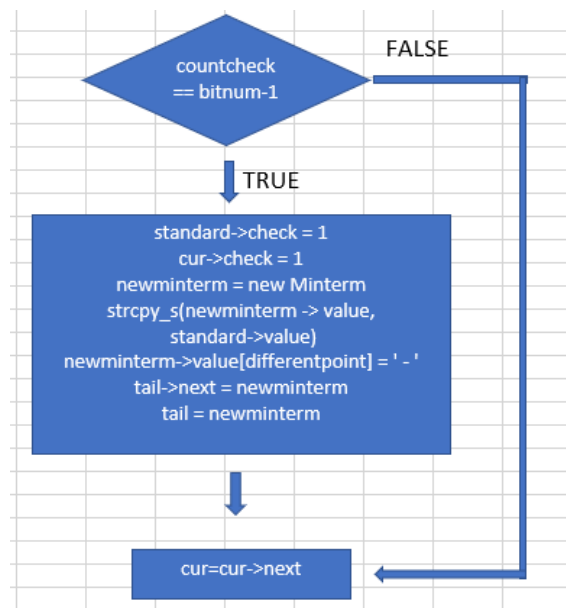 countcheck
== bitnum-1
FALSE
TRUE
standard->check = 1
cur->check = 1
newminterm = new Minterm
strcpy_s(newminterm -> value,
standard->value)
newminterm->value[differentpoint] = ' - '
tail->next = newminterm
tail = newminterm
cur=cur->next